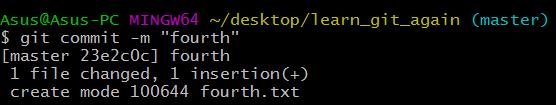 Asus@Asus-PC MINGW64 ~/desktop/learn_git_again (master)
$ git commit -m "fourth"
[master 23e2c0c] fourth
 1 file changed, 1 insertion(+)
 create mode 100644 fourth.txt